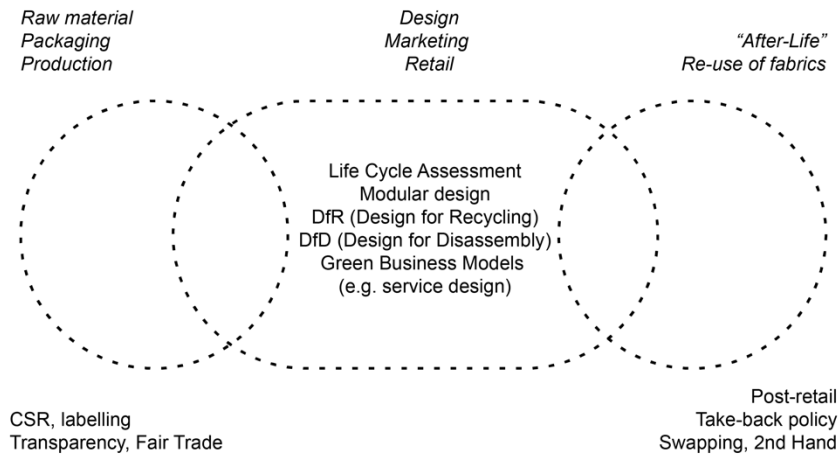 Raw material
Packaging
Production
Design
Marketing
Retail
“After-Life”
Re-use of fabrics
Life Cycle Assessment
Modular design
DfR (Design for Recycling)
DfD (Design for Disassembly)
Green Business Models
(e.g. service design)
CSR, labelling
Transparency, Fair Trade
Post-retail
Take-back policy
Swapping, 2nd Hand